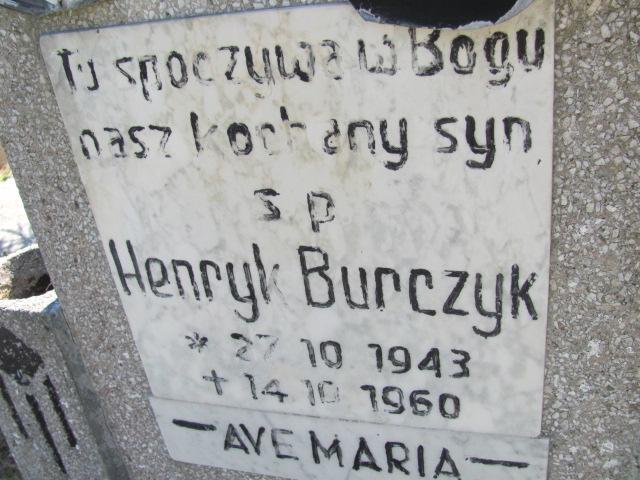 Tu spoczywa w Bogu
nasz kochany syn,
s p
Henryk Burczyk
* 27 10 1943
+ 14 10 1960
— AVE MARIA —